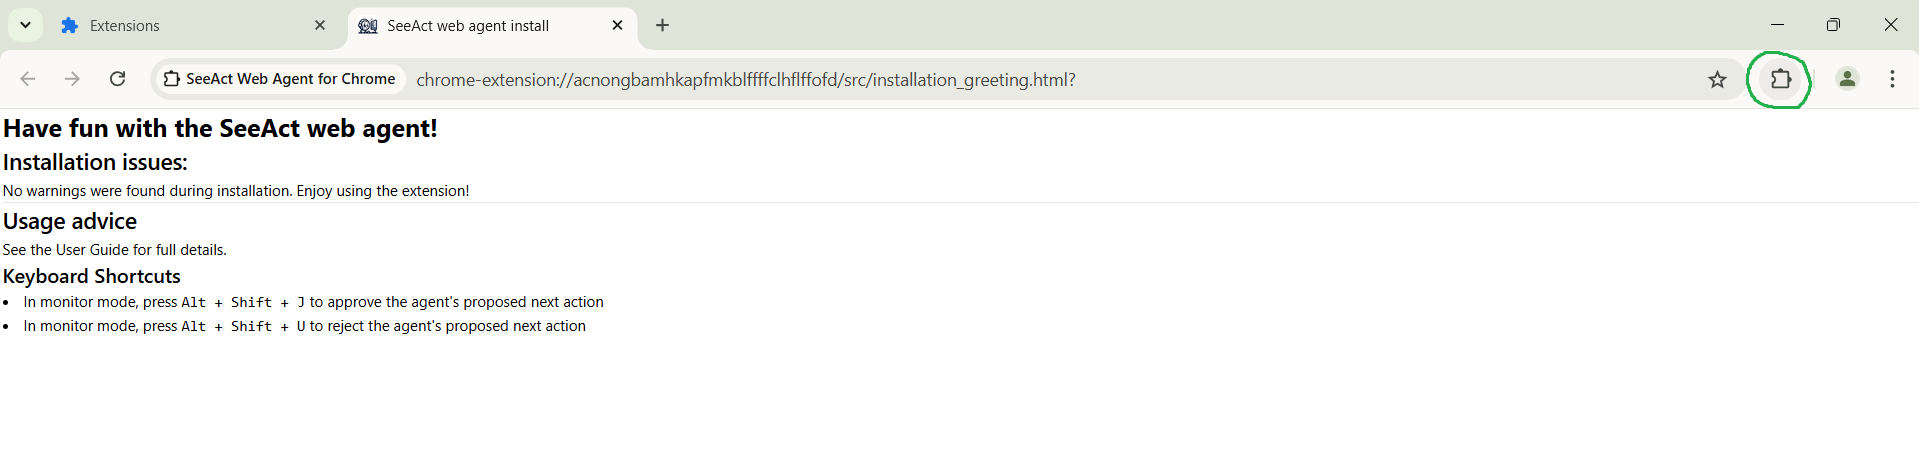 Extensions
SeeAct web agent install
SeeAct Web Agent for Chrome
chrome-extension://acnongbamhkapfmkblffffclhflffofd/src/installation_greeting.html?
Have fun with the SeeAct web agent!
Installation issues:
No warnings were found during installation. Enjoy using the extension!
Usage advice
See the User Guide for full details.
Keyboard Shortcuts
• In monitor mode, press Alt + Shift + J to approve the agent's proposed next action
• In monitor mode, press Alt + Shift + U to reject the agent's proposed next action